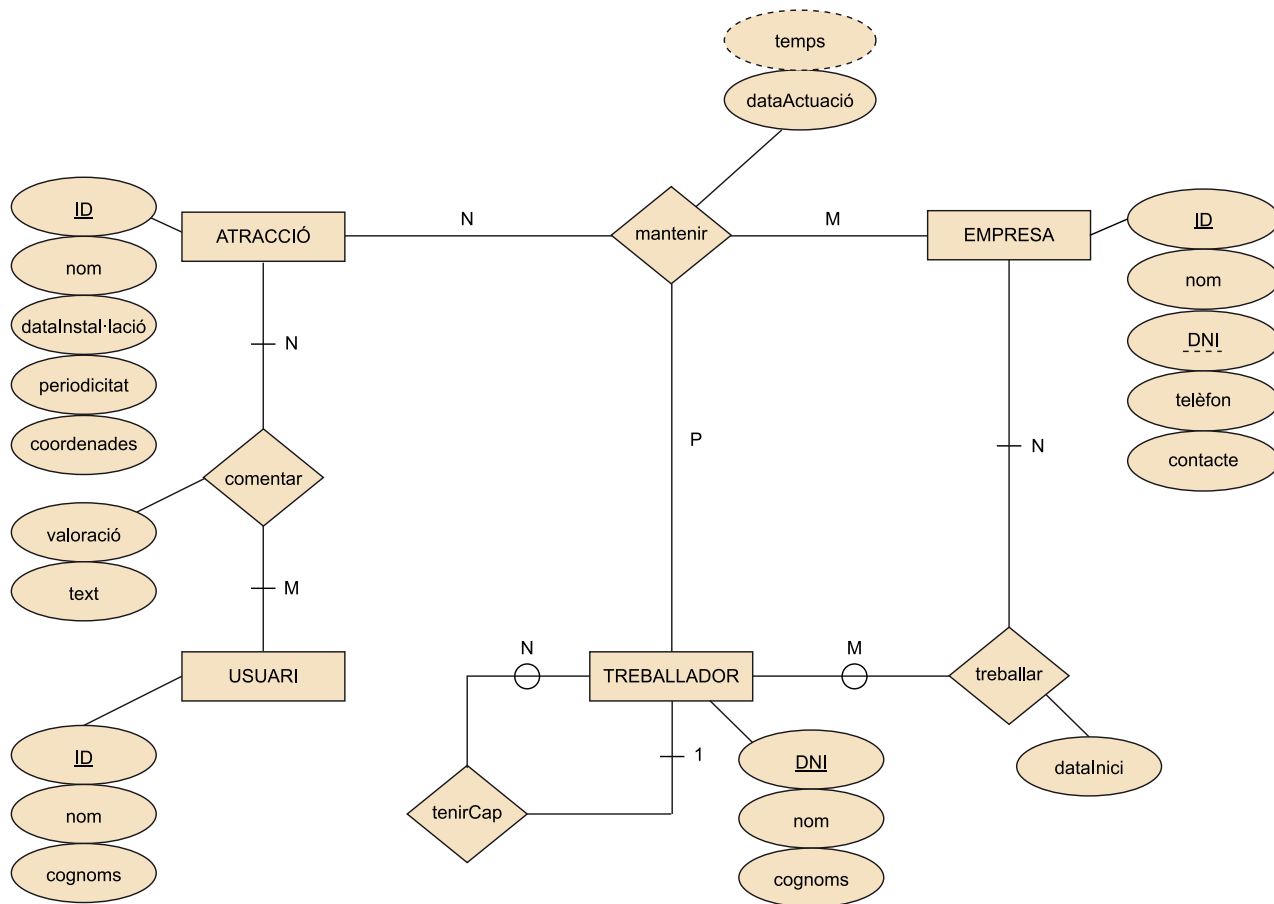 temps
dataActuació
ID
ATRACCIÓ
N
mantenir
M
EMPRESA
ID
nom
nom
dataInstal·lació
DNI
periodicitat
N
telèfon
coordenades
P
N
contacte
comentar
valoració
text
M
N
M
USUARI
TREBALLADOR
treballar
ID
1
DNI
dataInici
nom
tenirCap
nom
cognoms
cognoms